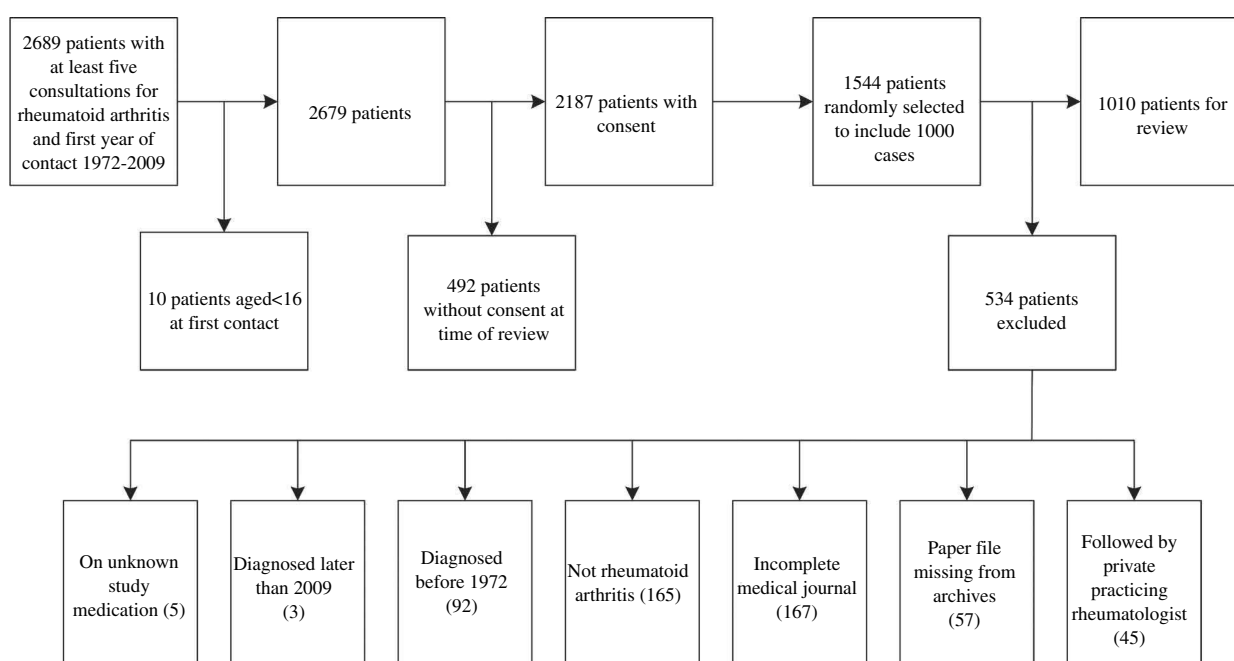 2689 patients with
at least five
consultations for
rheumatoid arthritis
and first year of
contact 1972-2009
2679 patients
2187 patients with
consent
1544 patients
randomly selected
to include 1000
cases
1010 patients for
review
10 patients aged<16
at first contact
492 patients
without consent at
time of review
534 patients
excluded
On unknown
study
medication (5)
Diagnosed later
than 2009
(3)
Diagnosed
before 1972
(92)
Not rheumatoid
arthritis (165)
Incomplete
medical journal
(167)
Paper file
missing from
archives
(57)
Followed by
private
practicing
rheumatologist
(45)